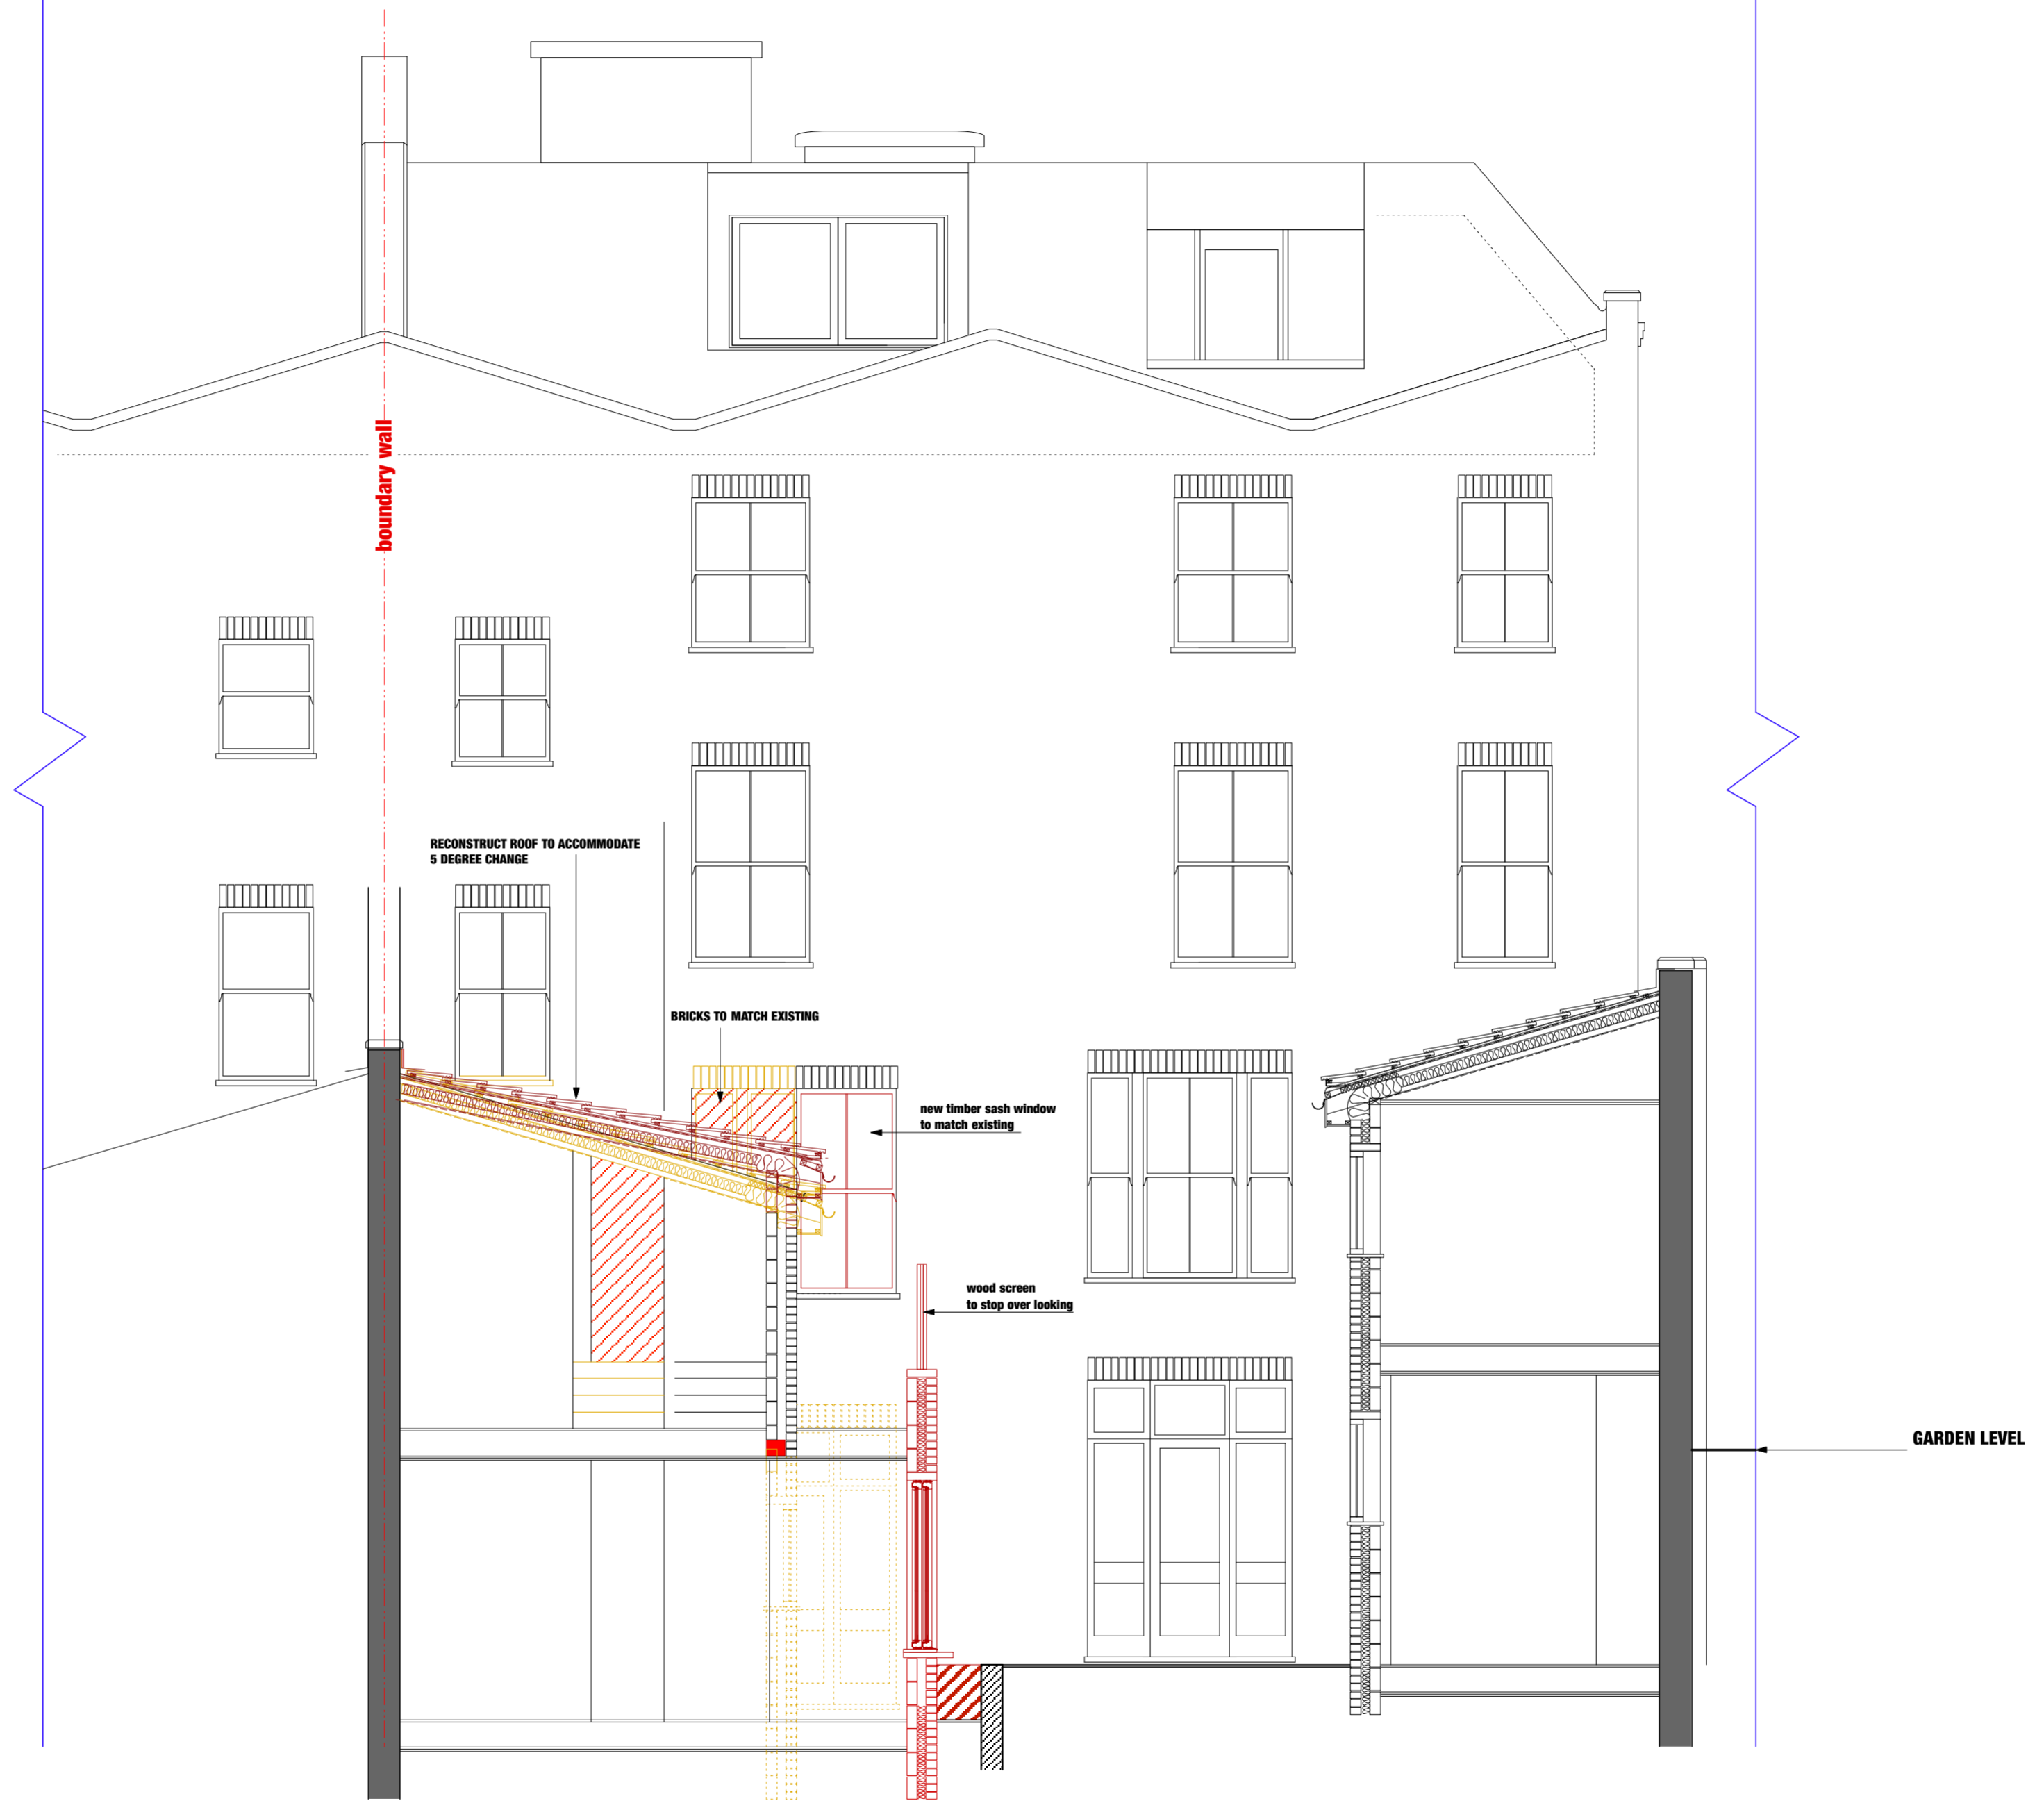 boundary wall
RECONSTRUCT ROOF TO ACCOMMODATE
5 DEGREE CHANGE
BRICKS TO MATCH EXISTING
new timber sash window
to match existing
wood screen
to stop over looking
GARDEN LEVEL